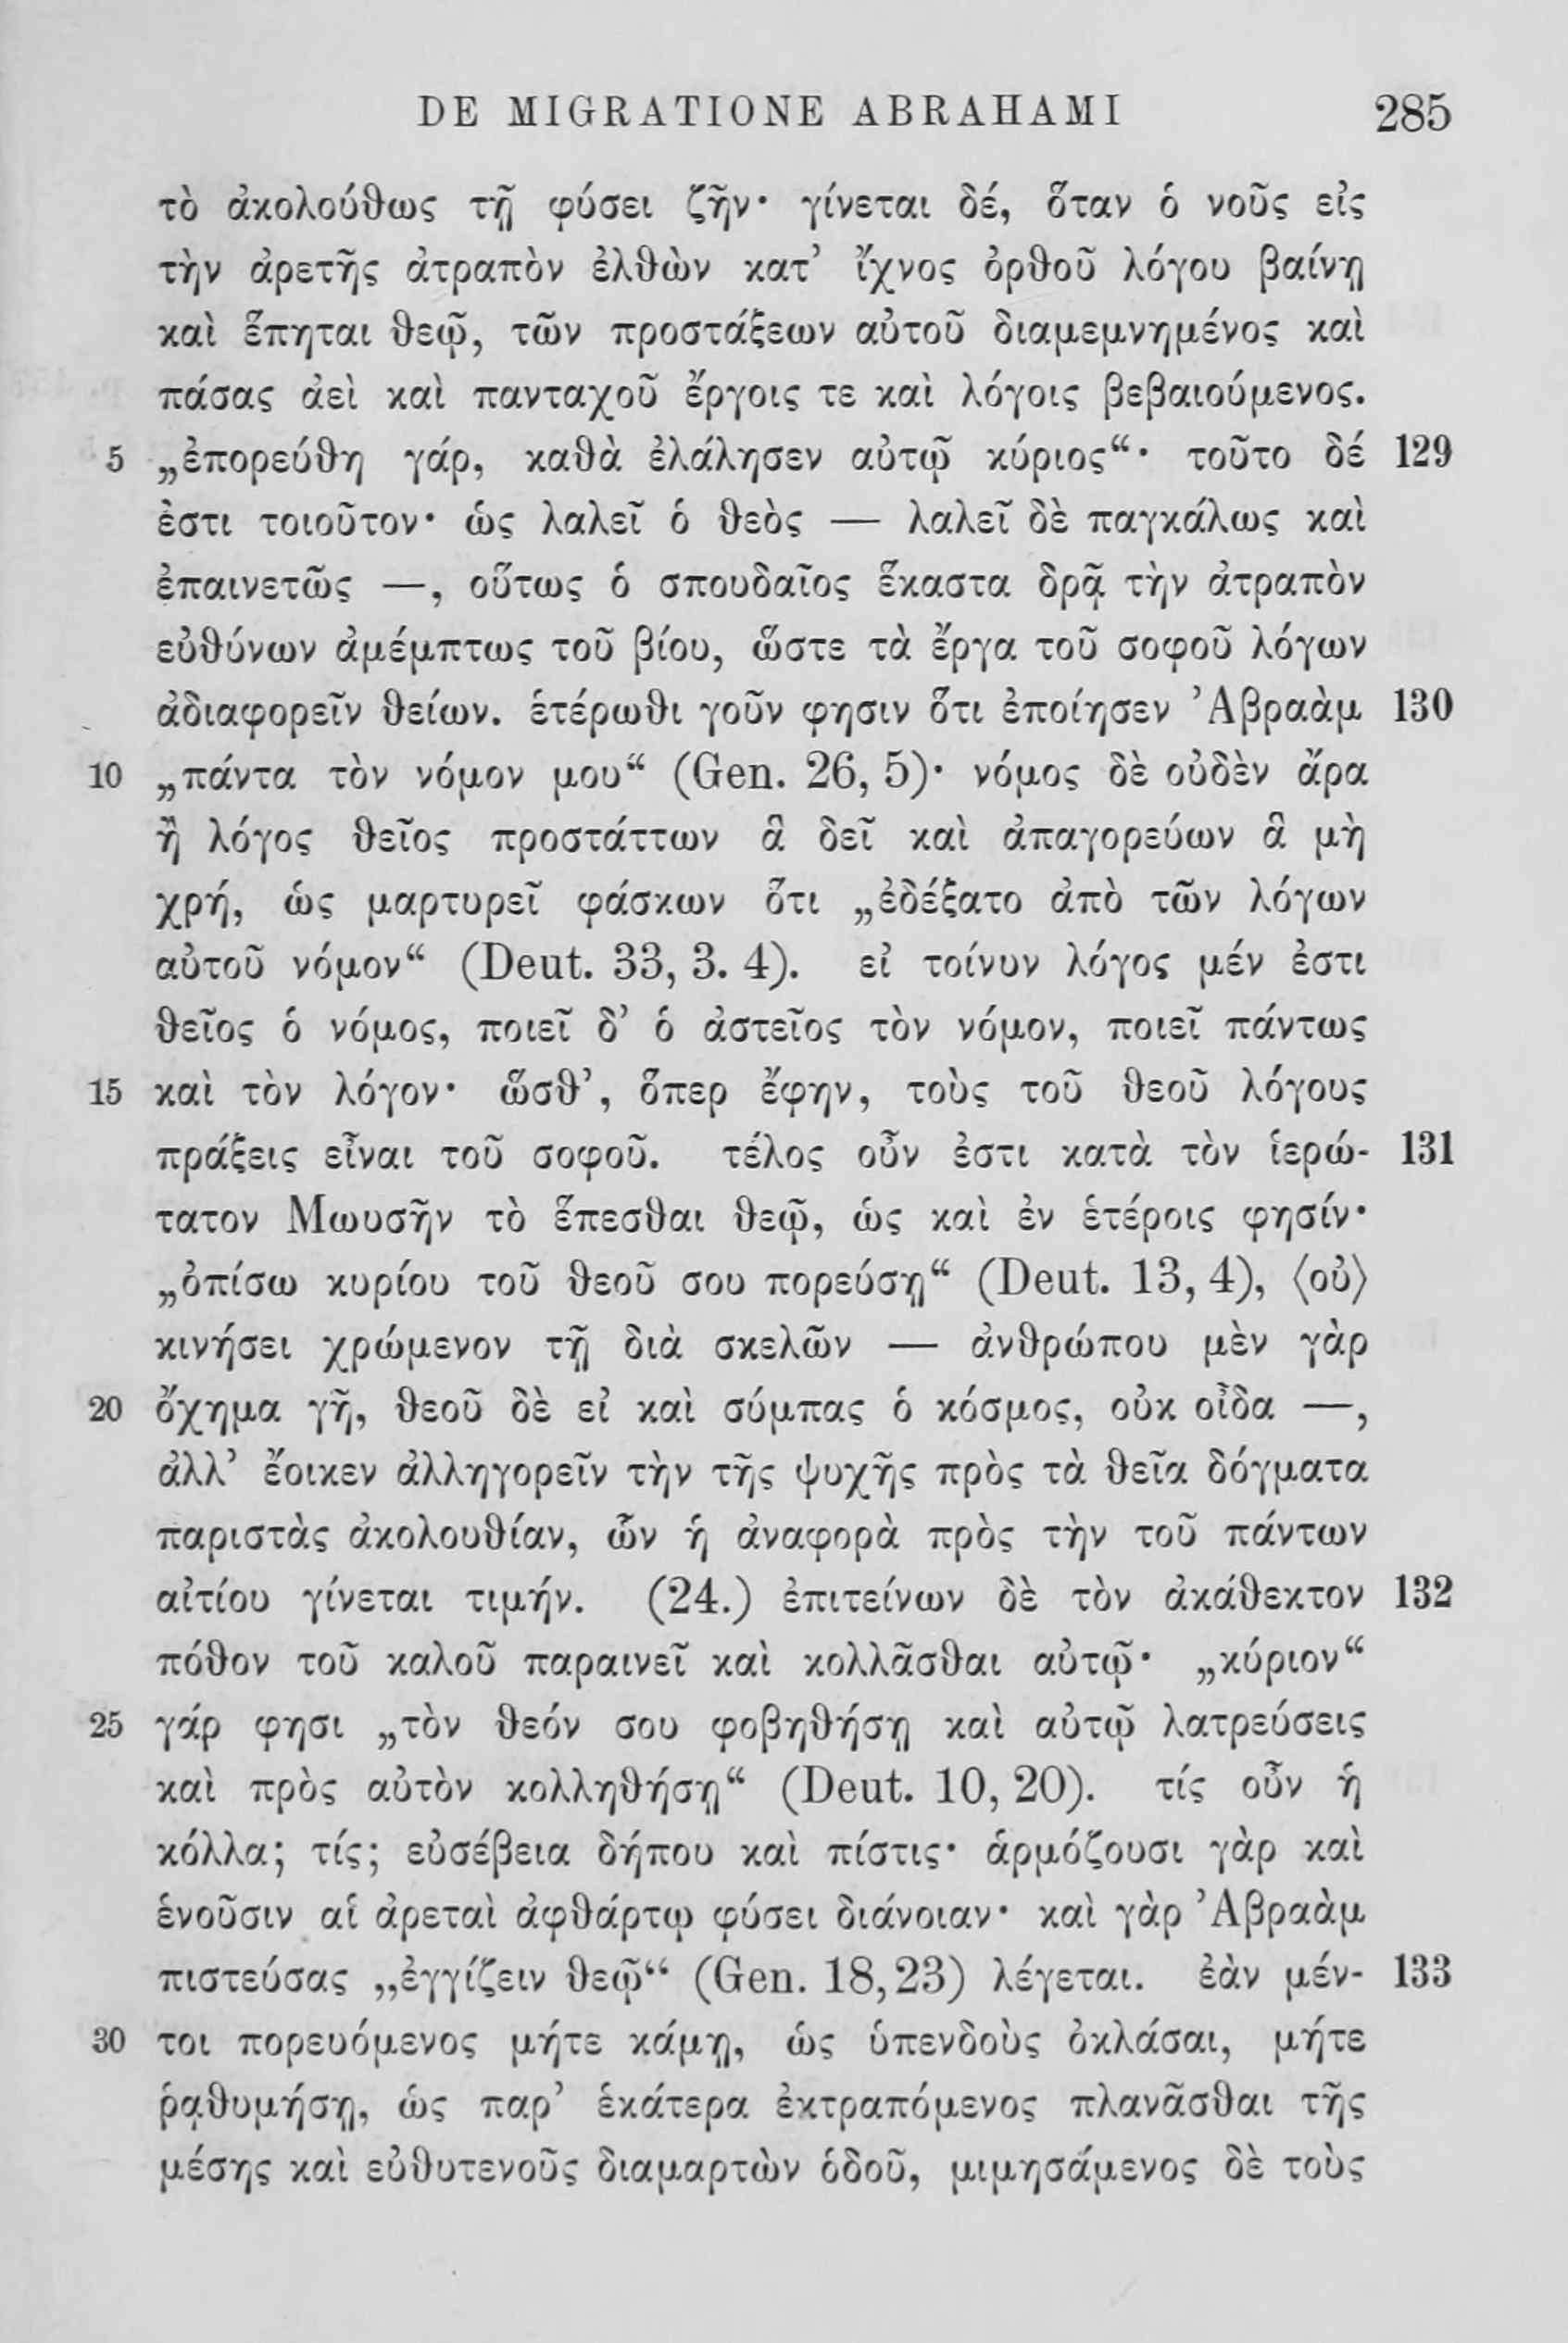 DE MIGRATIONE ABRAHAMI 285
τὸ ἀκολούθως τῇ φύσει ζῆν· γίνεται δέ, ὅταν ὁ νοῦς εἰς
τὴν ἀρετῆς ἀτραπὸν ἐλθὼν κατ’ ἴχνος ὀρθοῦ λόγου βαίνῃ
καὶ ἕπηται θεῷ, τῶν προστάξεων αὐτοῦ διαμεμνημένος καὶ
πάσας ἀεὶ καὶ πανταχοῦ ἔργοις τε καὶ λόγοις βεβαιούμενος.
5 „ἐπορεύθη γάρ, καθὰ ἐλάλησεν αὐτῷ κύριος“· τοῦτο δέ 129
ἐστι τοιοῦτον· ὡς λαλεῖ ὁ θεὸς — λαλεῖ δὲ παγκάλως καὶ
ἐπαινετῶς —, οὕτως ὁ σπουδαῖος ἕκαστα δρᾷ τὴν ἀτραπὸν
εὐθύνων ἀμέμπτως τοῦ βίου, ὥστε τὰ ἔργα τοῦ σοφοῦ λόγων
ἀδιαφορεῖν θείων. ἑτέρωθι γοῦν φησιν ὅτι ἐποίησεν Ἀβραὰμ 130
10 „πάντα τὸν νόμον μου“ (Gen. 26, 5)· νόμος δὲ οὐδὲν ἄρα
ἢ λόγος θεῖος προστάττων ἃ δεῖ καὶ ἀπαγορεύων ἃ μὴ
χρή, ὡς μαρτυρεῖ φάσκων ὅτι „ἐδέξατο ἀπὸ τῶν λόγων
αὐτοῦ νόμον“ (Deut. 33, 3. 4). εἰ τοίνυν λόγος μέν ἐστι
θεῖος ὁ νόμος, ποιεῖ δ’ ὁ ἀστεῖος τὸν νόμον, ποιεῖ πάντως
15 καὶ τὸν λόγον· ὥσθ’, ὅπερ ἔφην, τοὺς τοῦ θεοῦ λόγους
πράξεις εἶναι τοῦ σοφοῦ. τέλος οὖν ἐστι κατὰ τὸν ἱερώ- 131
τατον Μωυσῆν τὸ ἕπεσθαι θεῷ, ὡς καὶ ἐν ἑτέροις φησίν·
„ὀπίσω κυρίου τοῦ θεοῦ σου πορεύσῃ“ (Deut. 13, 4), ⟨οὐ⟩
κινήσει χρώμενον τῇ διὰ σκελῶν — ἀνθρώπου μὲν γὰρ
20 ὄχημα γῆ, θεοῦ δὲ εἰ καὶ σύμπας ὁ κόσμος, οὐκ οἶδα —,
ἀλλ’ ἔοικεν ἀλληγορεῖν τὴν τῆς ψυχῆς πρὸς τὰ θεῖα δόγματα
παριστὰς ἀκολουθίαν, ὧν ἡ ἀναφορὰ πρὸς τὴν τοῦ πάντων
αἰτίου γίνεται τιμήν. (24.) ἐπιτείνων δὲ τὸν ἀκάθεκτον 132
πόθον τοῦ καλοῦ παραινεῖ καὶ κολλᾶσθαι αὐτῷ· „κύριον“
25 γάρ φησι „τὸν θεόν σου φοβηθήσῃ καὶ αὐτῷ λατρεύσεις
καὶ πρὸς αὐτὸν κολληθήσῃ“ (Deut. 10, 20). τίς οὖν ἡ
κόλλα; τίς; εὐσέβεια δήπου καὶ πίστις· ἁρμόζουσι γὰρ καὶ
ἑνοῦσιν αἱ ἀρεταὶ ἀφθάρτῳ φύσει διάνοιαν· καὶ γὰρ Ἀβραὰμ
πιστεύσας „ἐγγίζειν θεῷ“ (Gen. 18, 23) λέγεται. ἐὰν μέν- 133
30 τοι πορευόμενος μήτε κάμῃ, ὡς ὑπενδοὺς ὀκλάσαι, μήτε
ῥᾳθυμήσῃ, ὡς παρ’ ἑκάτερα ἐκτραπόμενος πλανᾶσθαι τῆς
μέσης καὶ εὐθυτενοῦς διαμαρτὼν ὁδοῦ, μιμησάμενος δὲ τοὺς